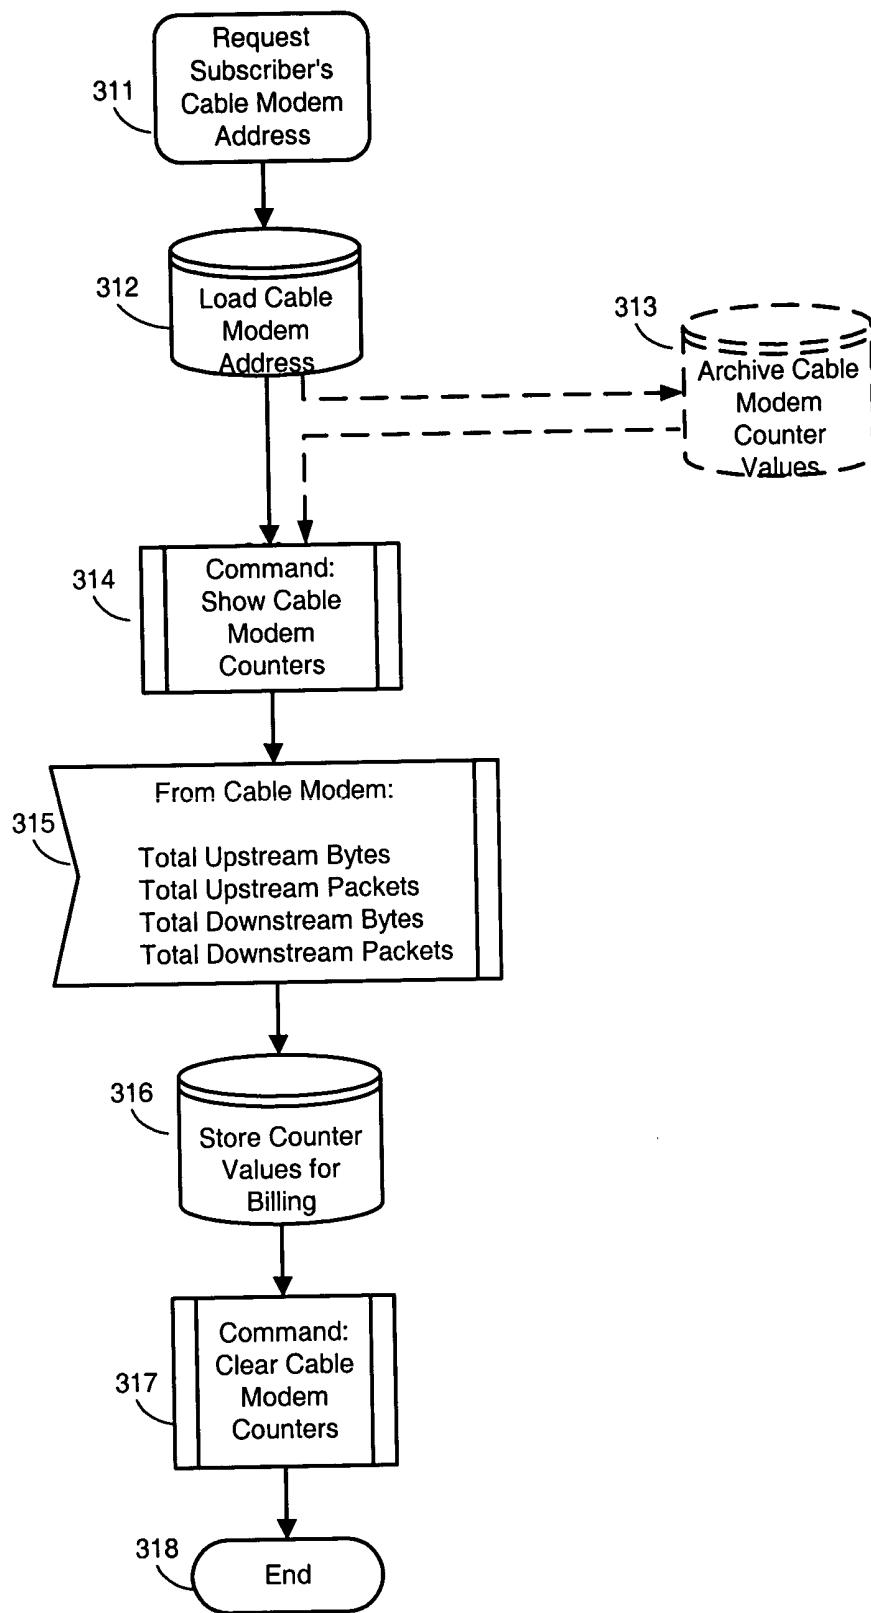 Request
Subscriber's
Cable Modem
Address
311
312
Load Cable
Modem
Address
313
Archive Cable
Modem
Counter
Values
314
Command:
Show Cable
Modem
Counters
315
From Cable Modem:
Total Upstream Bytes
Total Upstream Packets
Total Downstream Bytes
Total Downstream Packets
316
Store Counter
Values for
Billing
317
Command:
Clear Cable
Modem
Counters
318
End